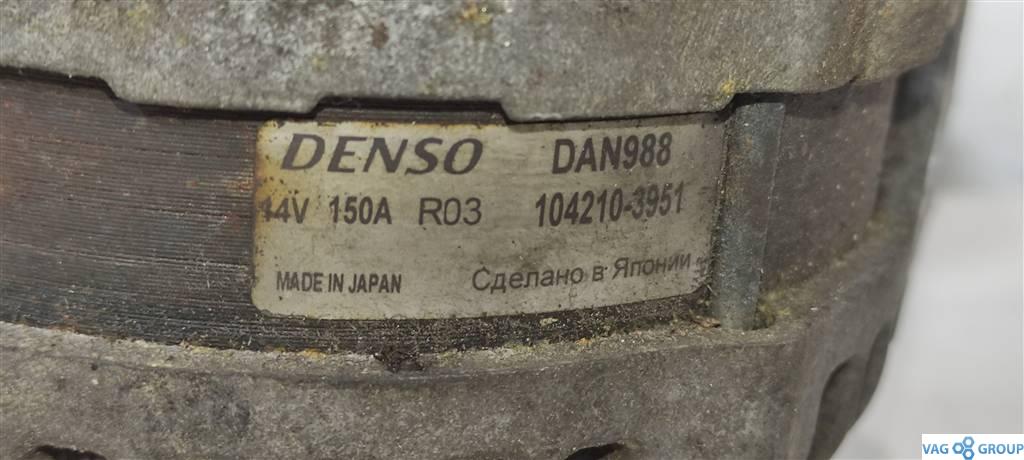 DENSO DAN988
14V 150A R03 104210-3951
MADE IN JAPAN Сделано в Японии
VAG GROUP